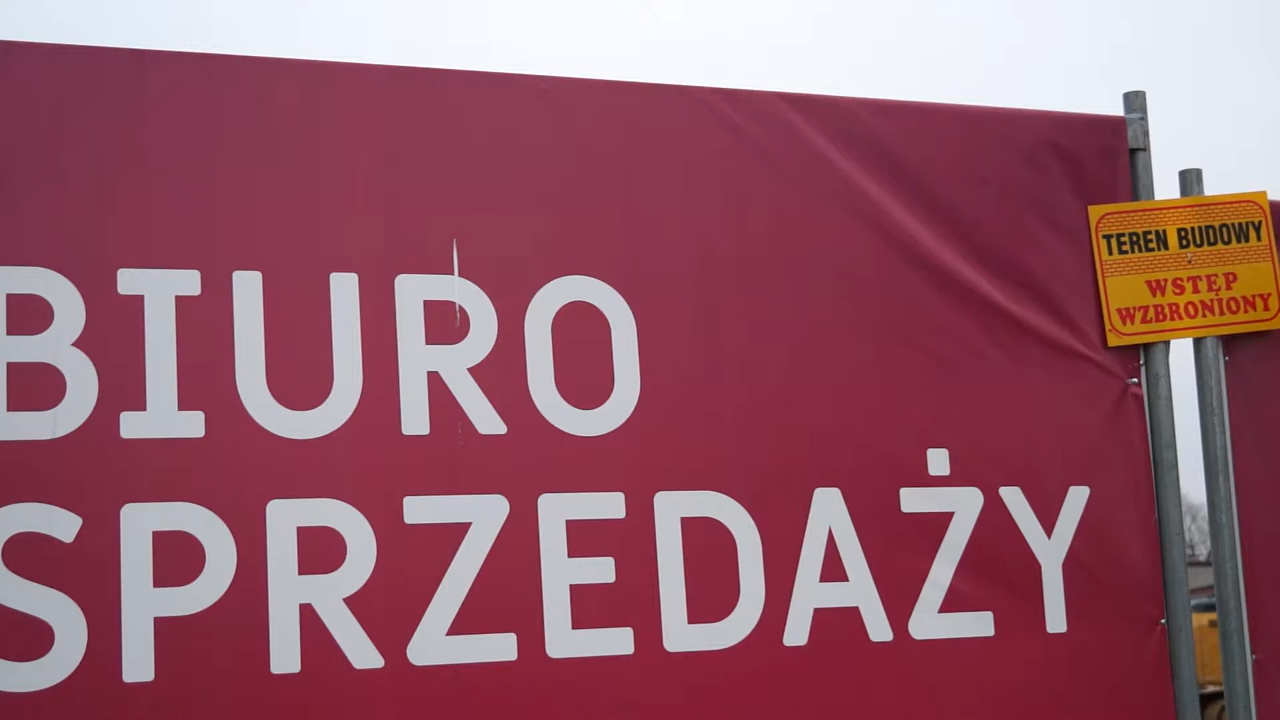 BIURO
SPRZEDAŻY
TEREN BUDOWY
WSTĘP
WZBRONIONY